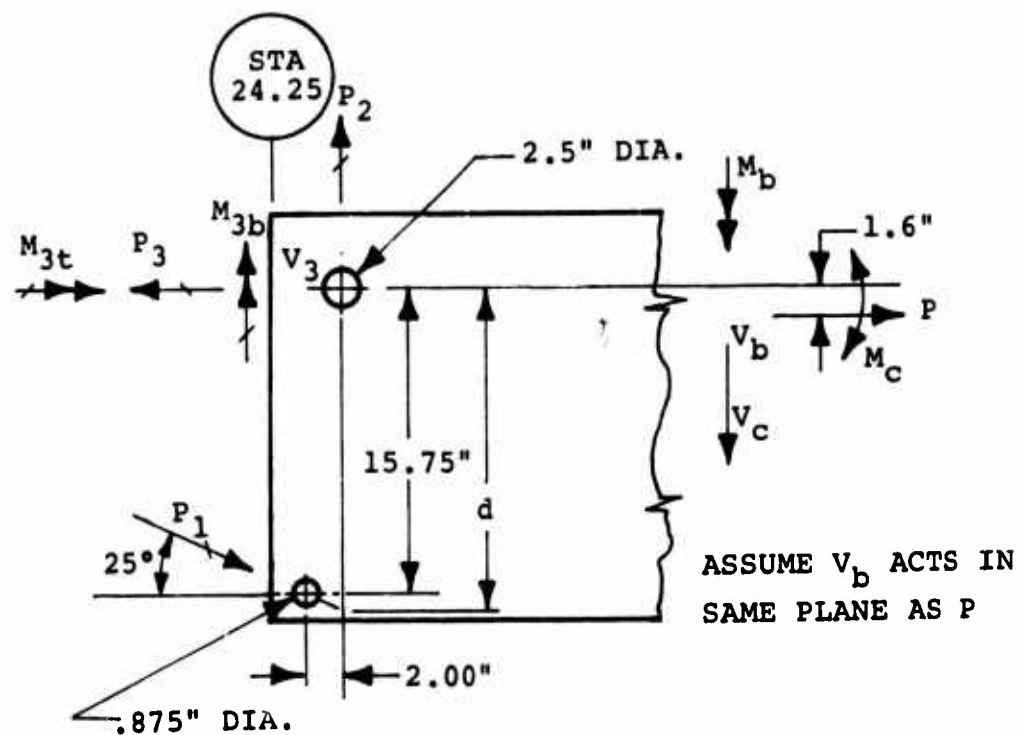 STA
24.25
P2
2.5" DIA.
Mb
1.6"
M3b
M3t
P3
V3
P
Vb
Mc
Vc
15.75"
d
P1
25°
ASSUME Vb ACTS IN
SAME PLANE AS P
2.00"
.875" DIA.